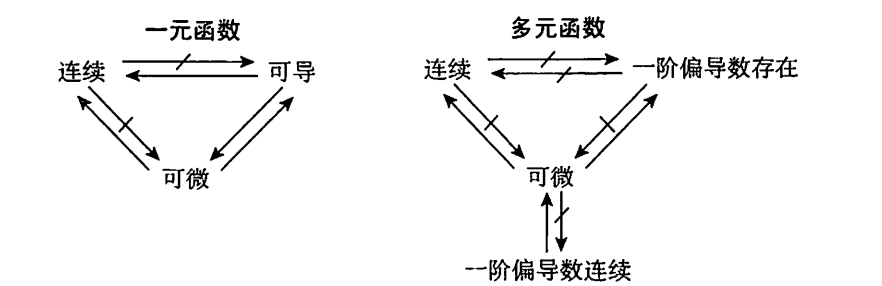 一元函数
多元函数
连续
可导
连续
一阶偏导数存在
可微
可微
一阶偏导数连续